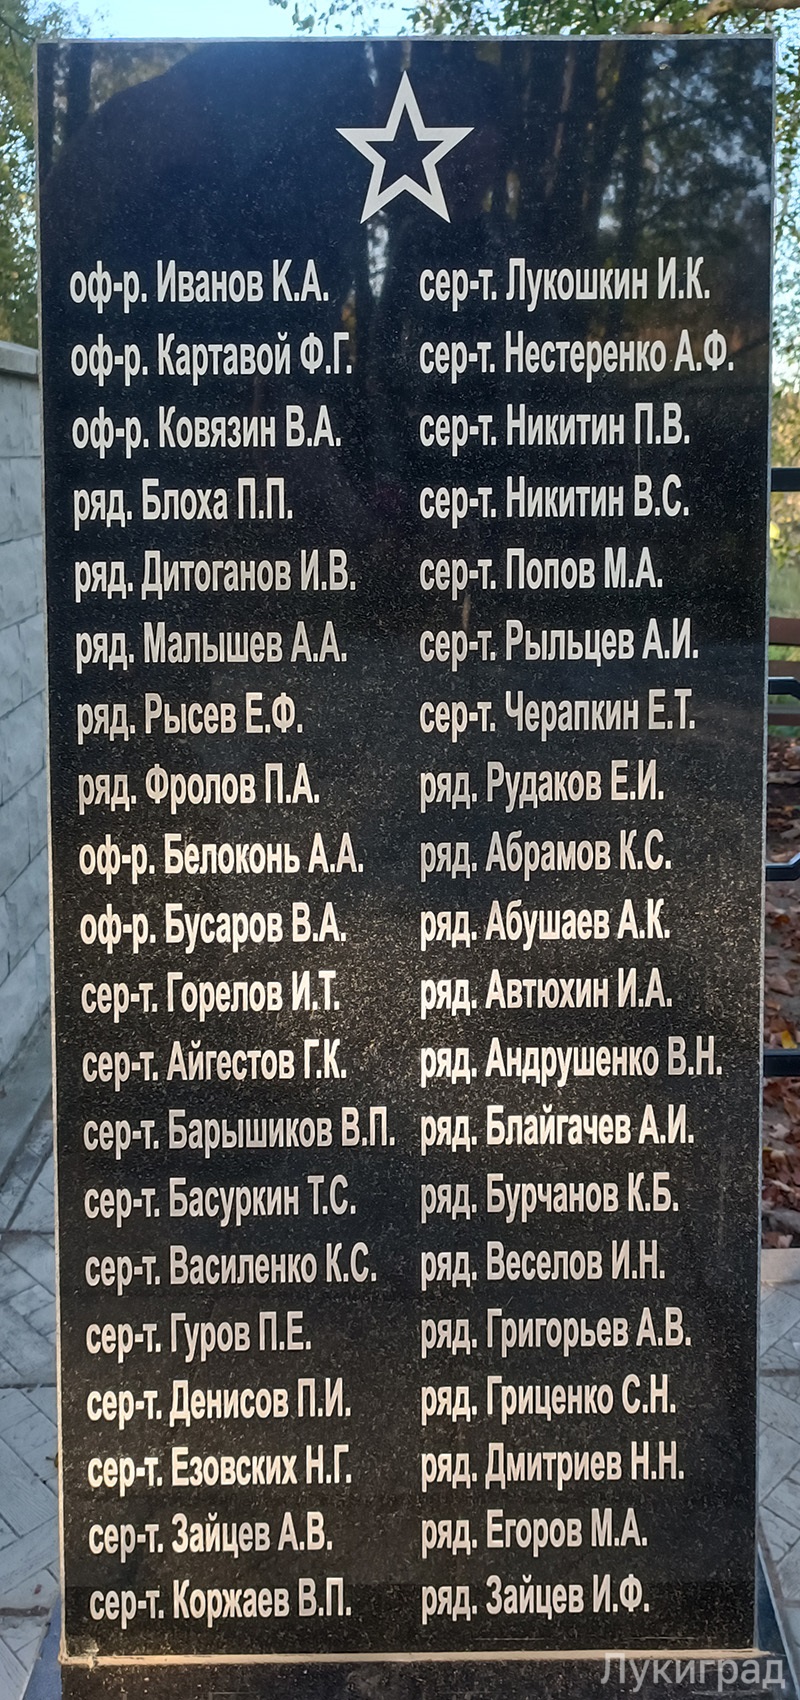 оф-р. Иванов К.А.
оф-р. Картавой Ф.Г.
оф-р. Ковязин В.А.
ряд. Блоха П.П.
ряд. Дитоганов И.В.
ряд. Малышев А.А.
ряд. Рысев Е.Ф.
ряд. Фролов П.А.
оф-р. Белоконь А.А.
оф-р. Бусаров В.А.
сер-т. Горелов И.Т.
сер-т. Айгестов Г.К.
сер-т. Барышиков В.П.
сер-т. Басуркин Т.С.
сер-т. Василенко К.С.
сер-т. Гуров П.Е.
сер-т. Денисов П.И.
сер-т. Езовских Н.Г.
сер-т. Зайцев А.В.
сер-т. Коржаев В.П.
сер-т. Лукошкин И.К.
сер-т. Нестеренко А.Ф.
сер-т. Никитин П.В.
сер-т. Никитин В.С.
сер-т. Попов М.А.
сер-т. Рыльцев А.И.
сер-т. Черапкин Е.Т.
ряд. Рудаков Е.И.
ряд. Абрамов К.С.
ряд. Абушаев А.К.
ряд. Автюхин И.А.
ряд. Андрушенко В.Н.
ряд. Блайгачев А.И.
ряд. Бурчанов К.Б.
ряд. Веселов И.Н.
ряд. Григорьев А.В.
ряд. Гриценко С.Н.
ряд. Дмитриев Н.Н.
ряд. Егоров М.А.
ряд. Зайцев И.Ф.
Лукиград